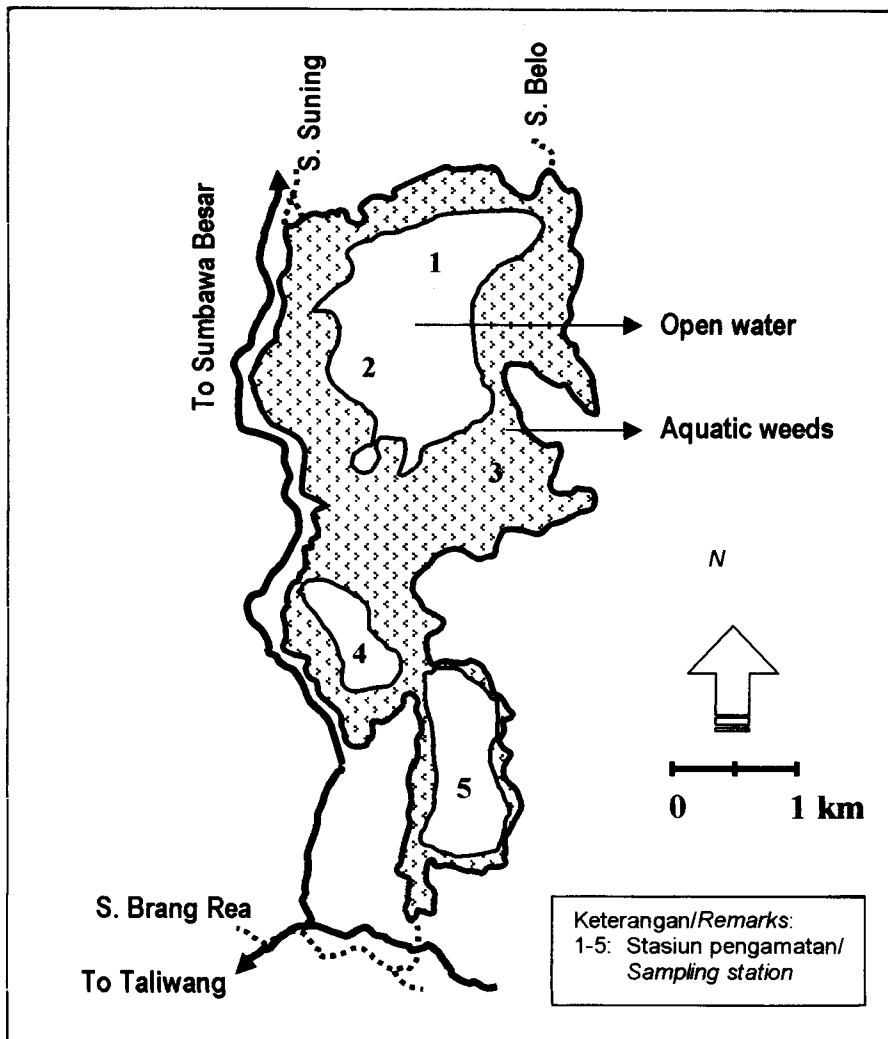 S. Suning
S. Belo
To Sumbawa Besar
1
Open water
2
Aquatic weeds
3
N
4
5
0 1 km
S. Brang Rea
To Taliwang
Keterangan/Remarks:
1-5: Stasiun pengamatan/
Sampling station